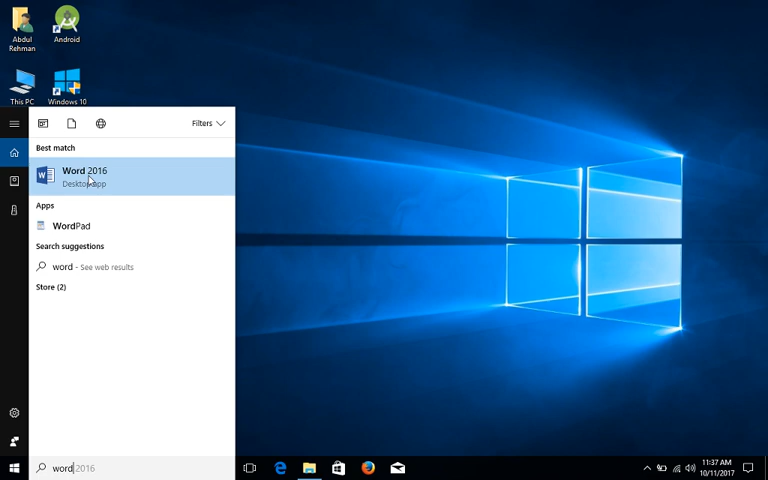 Abdul
Rehman
Android
This PC
Windows 10
Filters
Best match
Word 2016
Desktop app
Apps
WordPad
Search suggestions
word - See web results
Store (2)
word 2016
11:37 AM
10/11/2017